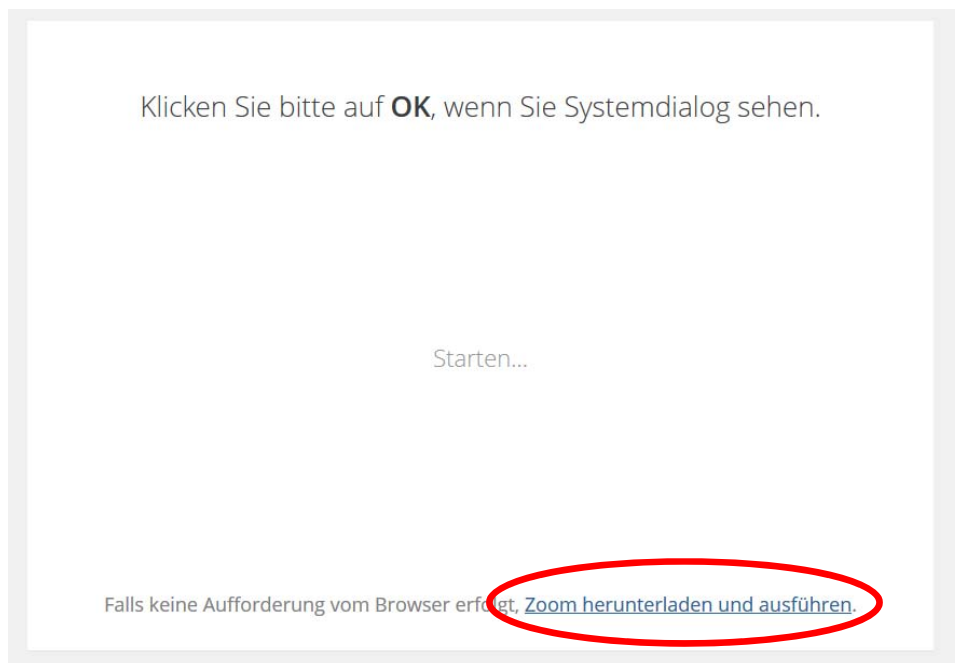 Klicken Sie bitte auf OK, wenn Sie Systemdialog sehen.
Starten...
Falls keine Aufforderung vom Browser erfolgt, Zoom herunterladen und ausführen.